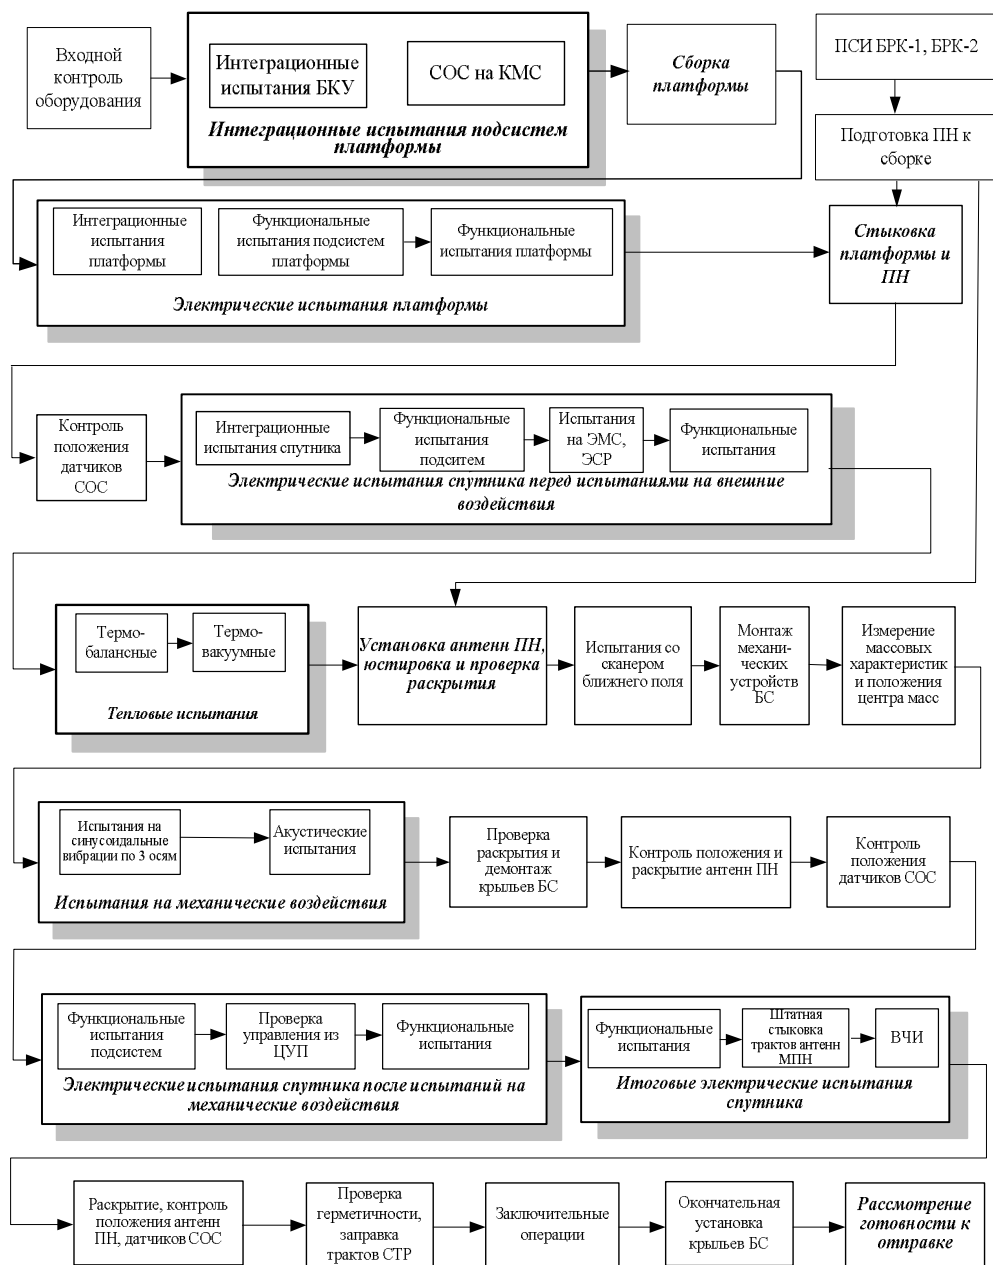 Входной
контроль
оборудования
Интеграционные
испытания БКУ
СОС на КМС
Интеграционные испытания подсистем
платформы
Сборка
платформы
ПСИ БРК-1, БРК-2
Подготовка ПН к
сборке
Интеграционные
испытания
платформы
Функциональные
испытания подсистем
платформы
Функциональные
испытания платформы
Электрические испытания платформы
Стыковка
платформы и
ПН
Контроль
положения
датчиков
СОС
Интеграционные
испытания спутника
Функциональные
испытания
подситем
Испытания
на ЭМС,
ЭСР
Функциональные
испытания
Электрические испытания спутника перед испытаниями на внешние
воздействия
Термо-
балансные
Термо-
вакуумные
Тепловые испытания
Установка антенн ПН,
юстировка и проверка
раскрытия
Испытания со
сканером
ближнего поля
Монтаж
механи-
ческих
устройств
БС
Измерение
массовых
характеристик
и положения
центра масс
Испытания на
синусоидальные
вибрации по 3 осям
Акустические
испытания
Испытания на механические воздействия
Проверка
раскрытия и
демонтаж
крыльев БС
Контроль положения и
раскрытие антенн ПН
Контроль
положения
датчиков СОС
Функциональные
испытания
подсистем
Проверка
управления из
ЦУП
Функциональные
испытания
Электрические испытания спутника после испытаний на
механические воздействия
Функциональные
испытания
Штатная
стыковка
трактов антенн
МПН
ВЧИ
Итоговые электрические испытания
спутника
Раскрытие, контроль
положения антенн
ПН, датчиков СОС
Проверка
герметичности,
заправка
трактов СТР
Заключительные
операции
Окончательная
установка
крыльев БС
Рассмотрение
готовности к
отправке